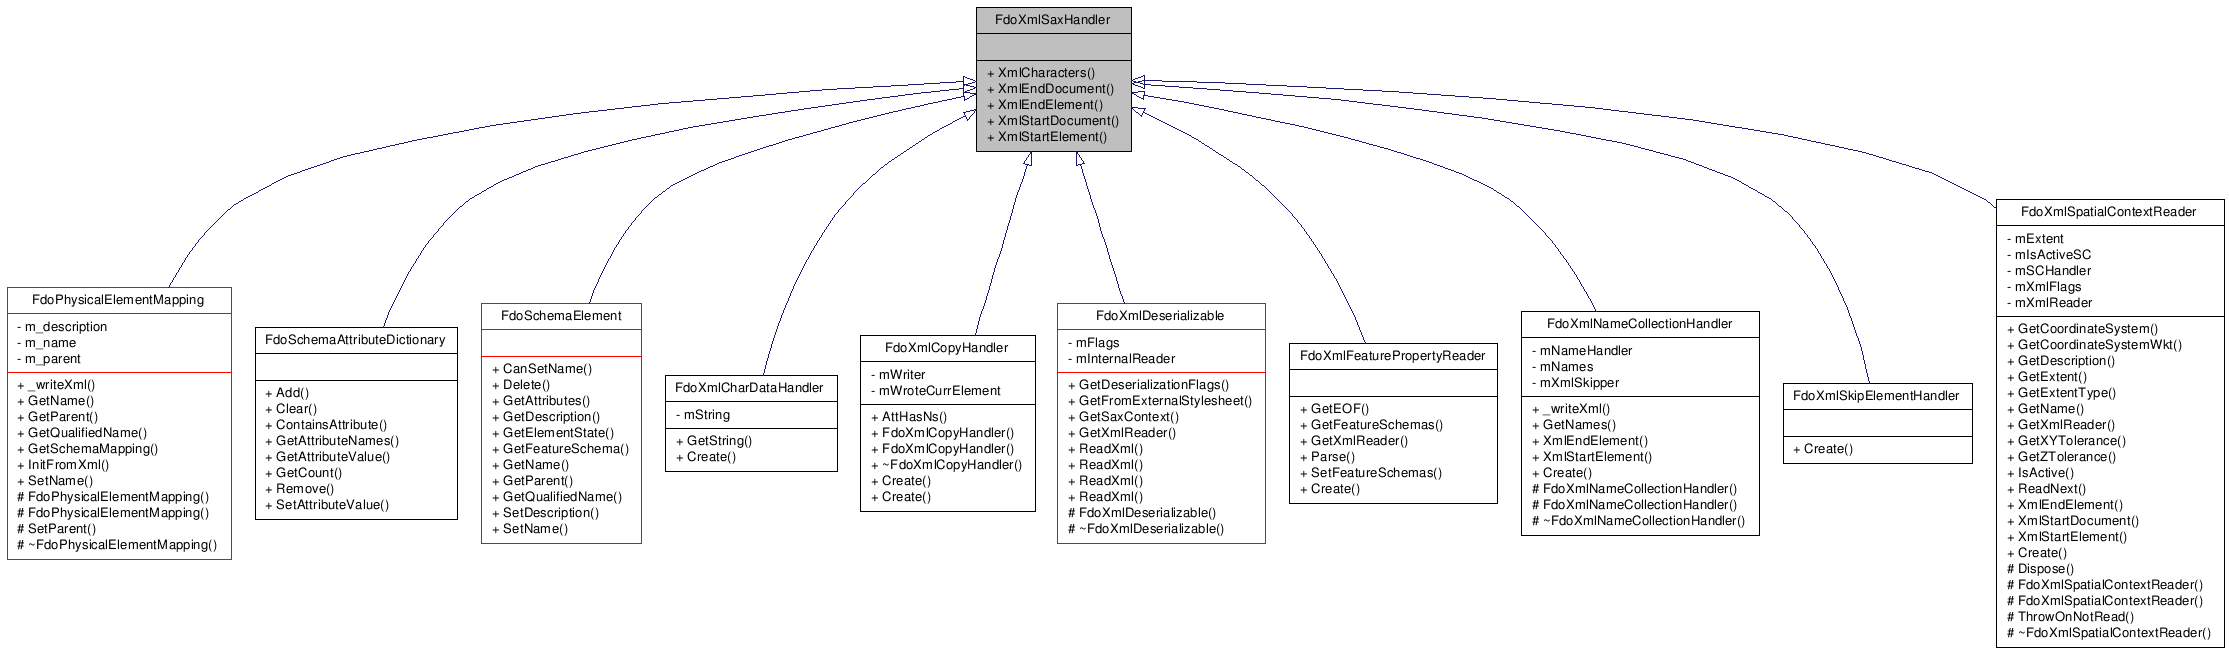 FdoXmlSaxHandler
+ XmlCharacters()
+ XmlEndDocument()
+ XmlEndElement()
+ XmlStartDocument()
+ XmlStartElement()
FdoPhysicalElementMapping
- m_description
- m_name
- m_parent
+ _writeXml()
+ GetName()
+ GetParent()
+ GetQualifiedName()
+ GetSchemaMapping()
+ InitFromXml()
+ SetName()
# FdoPhysicalElementMapping()
# FdoPhysicalElementMapping()
# SetParent()
# ~FdoPhysicalElementMapping()
FdoSchemaAttributeDictionary
+ Add()
+ Clear()
+ ContainsAttribute()
+ GetAttributeNames()
+ GetAttributeValue()
+ GetCount()
+ Remove()
+ SetAttributeValue()
FdoSchemaElement
+ CanSetName()
+ Delete()
+ GetAttributes()
+ GetDescription()
+ GetElementState()
+ GetFeatureSchema()
+ GetName()
+ GetParent()
+ GetQualifiedName()
+ SetDescription()
+ SetName()
FdoXmlCharDataHandler
- mString
+ GetString()
+ Create()
FdoXmlCopyHandler
- mWriter
- mWroteCurrElement
+ AttHasNs()
+ FdoXmlCopyHandler()
+ FdoXmlCopyHandler()
+ ~FdoXmlCopyHandler()
+ Create()
+ Create()
FdoXmlDeserializable
- mFlags
- mInternalReader
+ GetDeserializationFlags()
+ GetFromExternalStylesheet()
+ GetSaxContext()
+ GetXmlReader()
+ ReadXml()
+ ReadXml()
+ ReadXml()
+ ReadXml()
# FdoXmlDeserializable()
# ~FdoXmlDeserializable()
FdoXmlFeaturePropertyReader
+ GetEOF()
+ GetFeatureSchemas()
+ GetXmlReader()
+ Parse()
+ SetFeatureSchemas()
+ Create()
FdoXmlNameCollectionHandler
- mNameHandler
- mNames
- mXmlSkipper
+ _writeXml()
+ GetNames()
+ XmlEndElement()
+ XmlStartElement()
+ Create()
# FdoXmlNameCollectionHandler()
# FdoXmlNameCollectionHandler()
# ~FdoXmlNameCollectionHandler()
FdoXmlSkipElementHandler
+ Create()
FdoXmlSpatialContextReader
- mExtent
- mIsActiveSC
- mSCHandler
- mXmlFlags
- mXmlReader
+ GetCoordinateSystem()
+ GetCoordinateSystemWkt()
+ GetDescription()
+ GetExtent()
+ GetExtentType()
+ GetName()
+ GetXmlReader()
+ GetXYTolerance()
+ GetZTolerance()
+ IsActive()
+ ReadNext()
+ XmlEndElement()
+ XmlStartDocument()
+ XmlStartElement()
+ Create()
# Dispose()
# FdoXmlSpatialContextReader()
# FdoXmlSpatialContextReader()
# ThrowOnNotRead()
# ~FdoXmlSpatialContextReader()